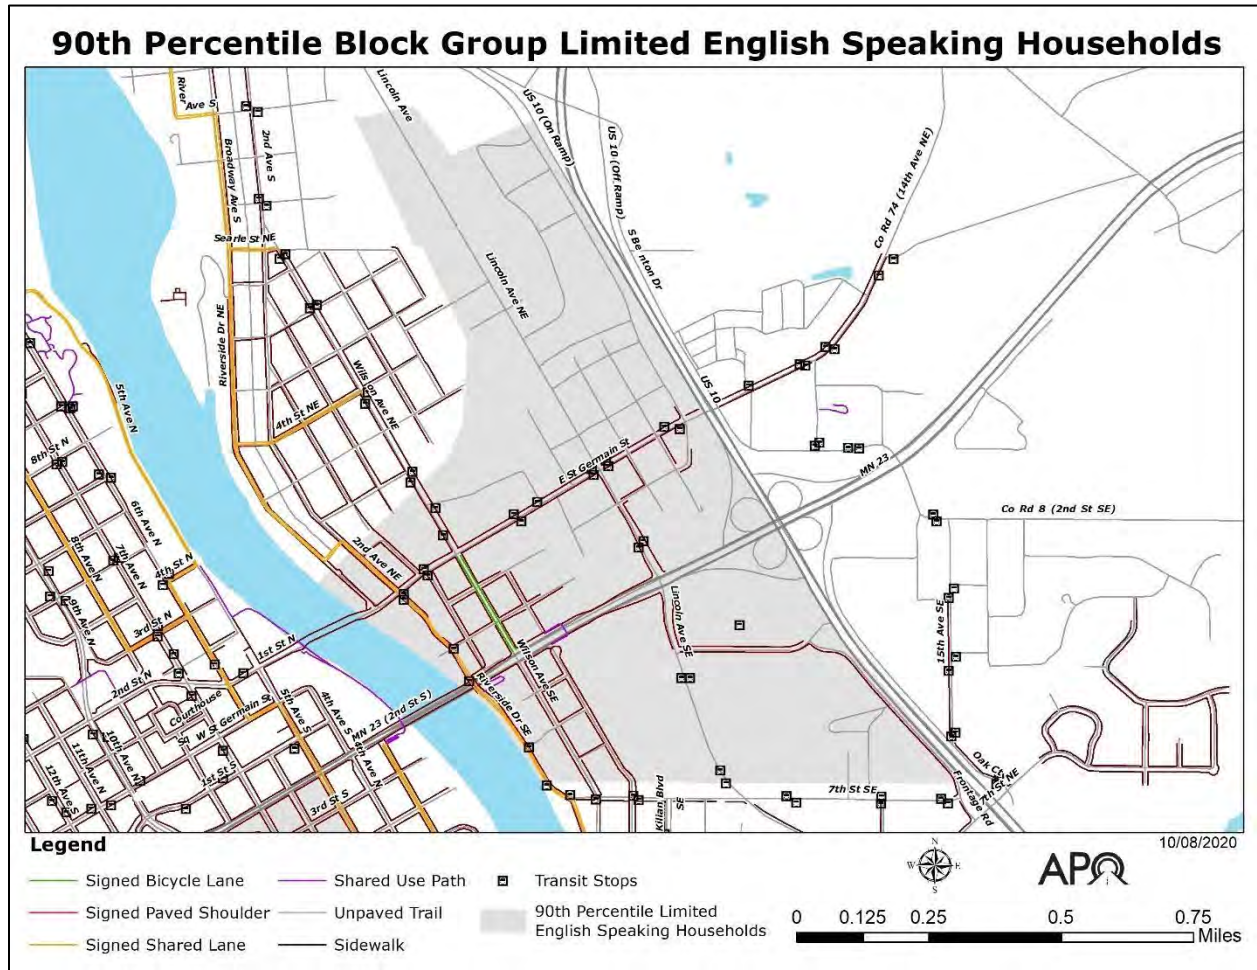 90th Percentile Block Group Limited English Speaking Households
River
Ave S
Broadway Ave S
2nd Ave S
Lincoln Ave
US 10 (On Ramp)
US 10 (Off Ramp)
S Benton Dr
Co Rd 74 (14th Ave NE)
Searle St NE
Lincoln Ave NE
Riverside Dr NE
Wilson Ave NE
4th St NE
5th Ave N
US 10
8th St N
E St Germain St
MN 23
6th Ave N
Co Rd 8 (2nd St SE)
8th Ave N
7th Ave N
4th St N
2nd Ave NE
9th Ave N
3rd St N
Lincoln Ave SE
15th Ave SE
1st St N
Wilson Ave SE
2nd St N
Courthouse
SQ
W St Germain St
5th Ave S
4th Ave S
MN 23 (2nd St S)
Riverside Dr SE
10th Ave N
11th Ave N
12th Ave S
1st St S
4th Ave N
3rd St S
Kilian Blvd
SE
7th St SE
Frontage Rd
Oak Ct
7th St NE
10/08/2020
Legend
Signed Bicycle Lane
Signed Paved Shoulder
Signed Shared Lane
Shared Use Path
Unpaved Trail
Sidewalk
Transit Stops
90th Percentile Limited
English Speaking Households
N
W
E
S
APO
0 0.125 0.25 0.5 0.75
Miles